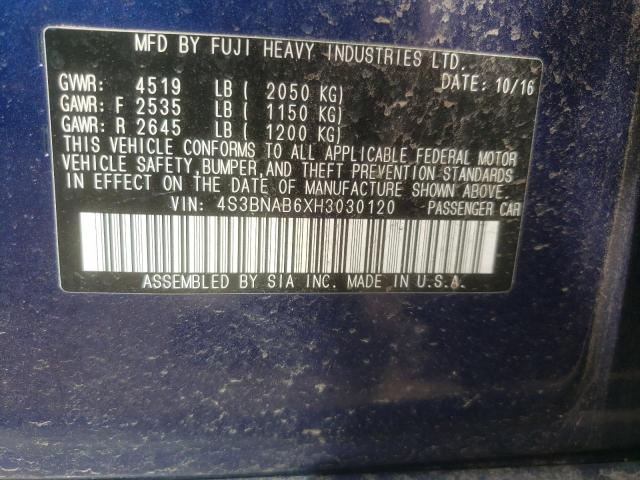 MFD BY FUJI HEAVY INDUSTRIES LTD.
GVWR: 4519 LB ( 2050 KG) DATE: 10/16
GAWR: F 2535 LB ( 1150 KG)
GAWR: R 2645 LB ( 1200 KG)
THIS VEHICLE CONFORMS TO ALL APPLICABLE FEDERAL MOTOR
VEHICLE SAFETY,BUMPER,AND THEFT PREVENTION STANDARDS
IN EFFECT ON THE DATE OF MANUFACTURE SHOWN ABOVE.
VIN: 4S3BNAB6XH3030120 PASSENGER CAR
ASSEMBLED BY SIA INC. MADE IN U.S.A.